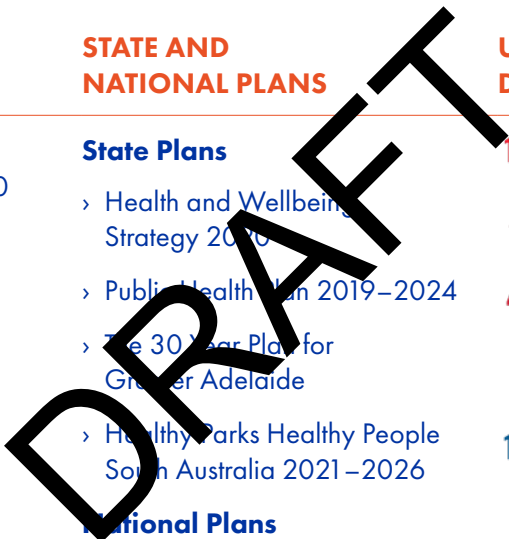 STATE AND
NATIONAL PLANS
State Plans
› Health and Wellbeing
Strategy 2020
› Public Health Plan 2019–2024
› The 30 Year Plan for
Greater Adelaide
› Healthy Parks Healthy People
South Australia 2021–2026
National Plans
DRAFT